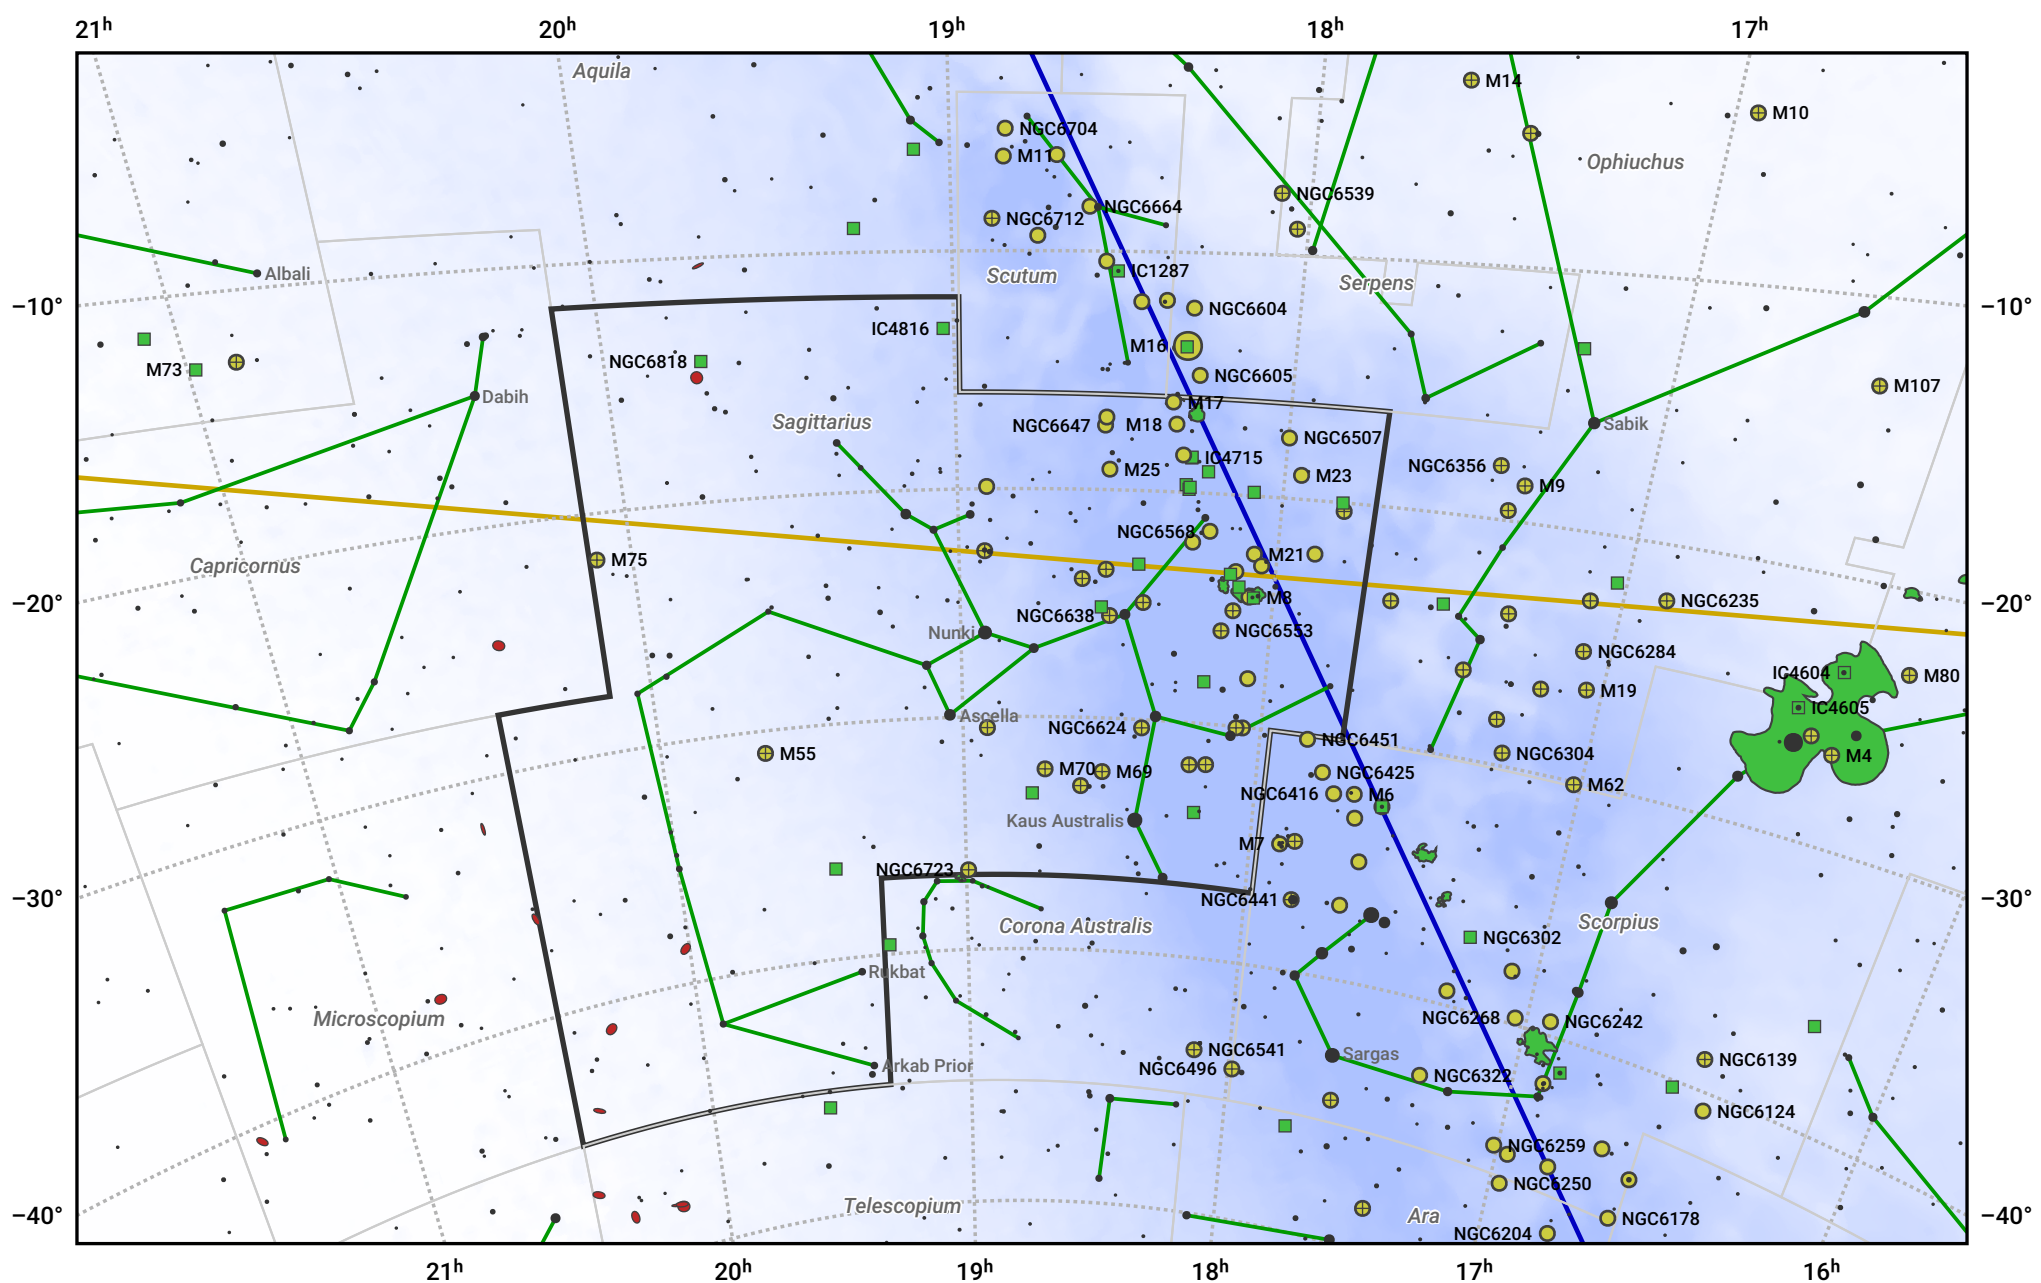 21h 20h 19h 18h 17h
Aquila
M14
NGC6704
M10
M11
Ophiuchus
NGC6539
NGC6664
NGC6712
Albali
IC1287
Scutum
Serpens
−10° −10°
NGC6604
IC4816
M16
NGC6818
M73
NGC6605
M107
Dabih
M17
Sagittarius
NGC6647 M18
Sabik
NGC6507
IC4715
NGC6356
M25
M23
M9
NGC6568
M21
M75
Capricornus
M8
−20° −20°
NGC6235
NGC6638
Nunki
NGC6553
NGC6284
IC4604
M80
M19
IC4605
Ascella
NGC6624
NGC6451
M55
NGC6304
M4
M70 M69
NGC6425
M62
NGC6416 M6
Kaus Australis
M7
NGC6723
−30° −30°
NGC6441
Corona Australis
Scorpius
NGC6302
Rukbat
Microscopium
NGC6268 NGC6242
NGC6541
Sargas
NGC6139
Arkab Prior
NGC6496
NGC6322
NGC6124
NGC6259
NGC6250
Telescopium
Ara
−40° −40°
NGC6178
NGC6204
21h 20h 19h 18h 17h 16h